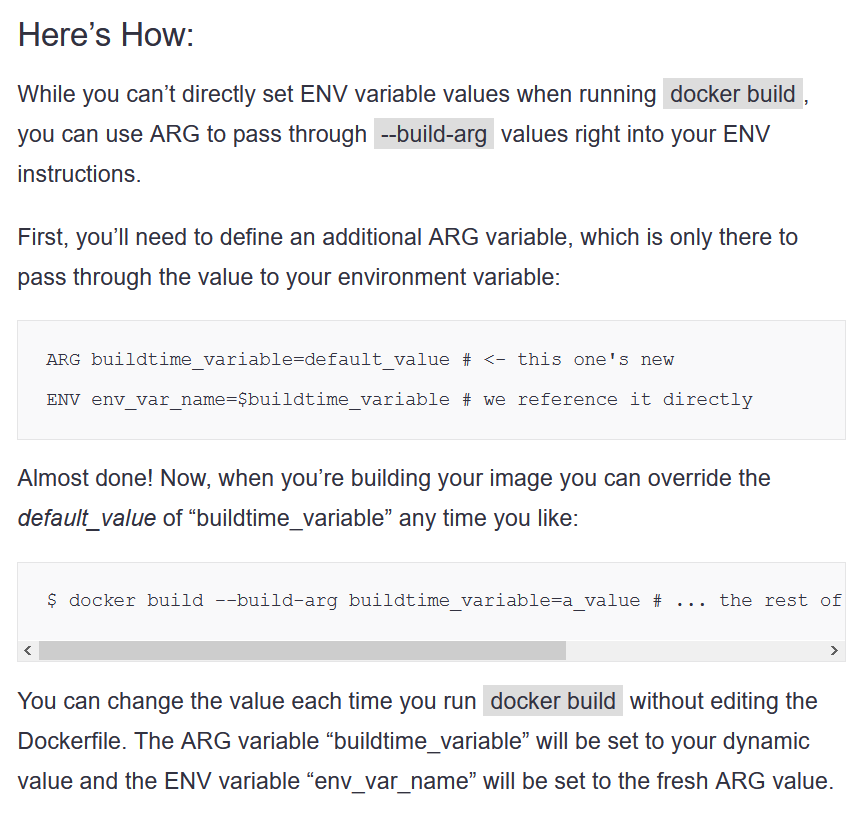 Here’s How:
While you can’t directly set ENV variable values when running docker build ,
you can use ARG to pass through --build-arg values right into your ENV
instructions.
First, you’ll need to define an additional ARG variable, which is only there to
pass through the value to your environment variable:
ARG buildtime_variable=default_value # <- this one's new
ENV env_var_name=$buildtime_variable # we reference it directly
Almost done! Now, when you’re building your image you can override the
default_value of “buildtime_variable” any time you like:
$ docker build --build-arg buildtime_variable=a_value # ... the rest of
You can change the value each time you run docker build without editing the
Dockerfile. The ARG variable “buildtime_variable” will be set to your dynamic
value and the ENV variable “env_var_name” will be set to the fresh ARG value.